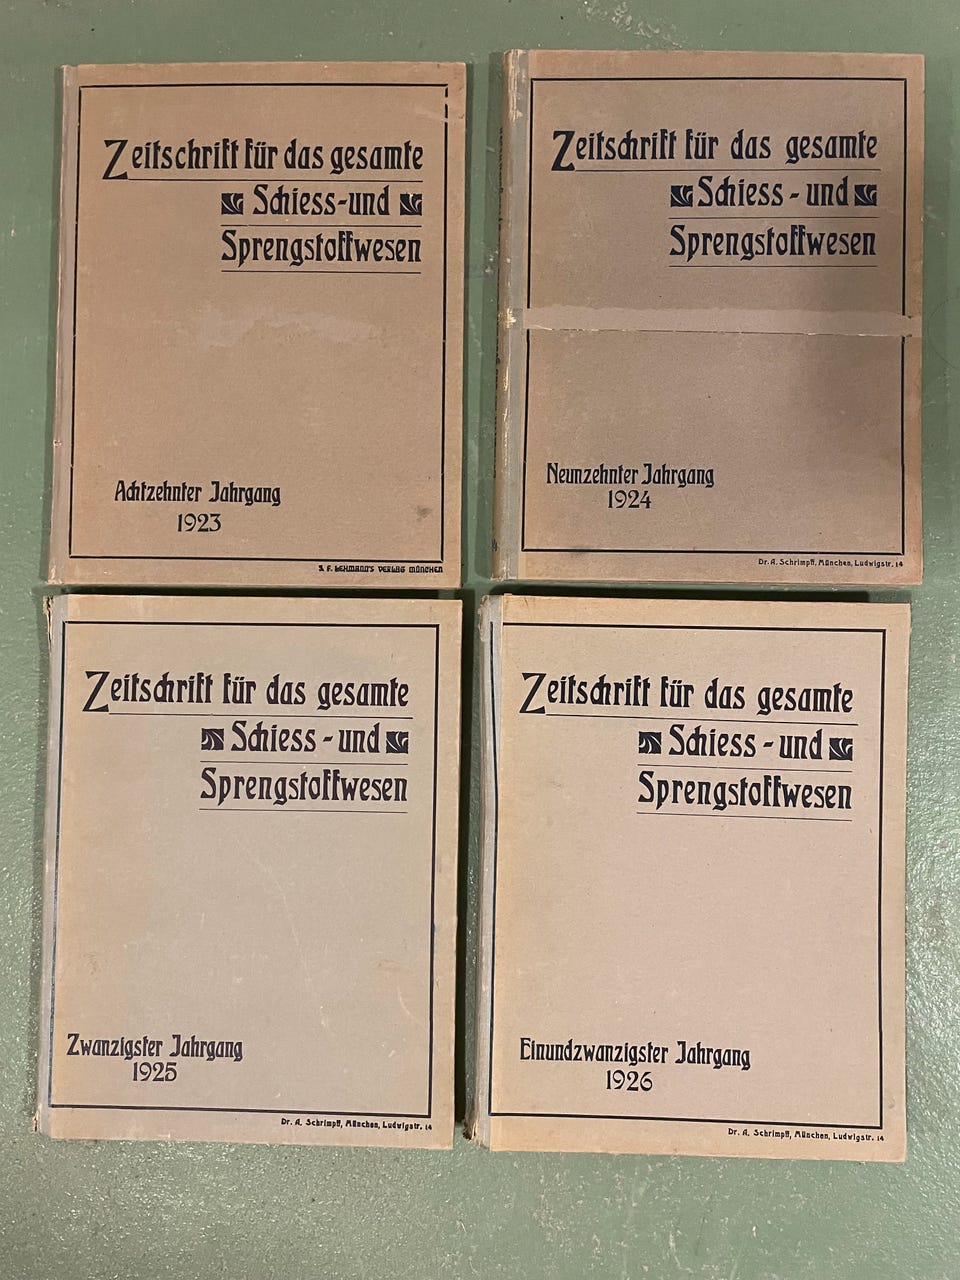 Zeitschrift für das gesamte
Schiess-und
Sprengstoffwesen
Achtzehnter Jahrgang
1923
J. F. LEHMANN'S VERLAG MÜNCHEN
Zeitschrift für das gesamte
Schiess-und
Sprengstoffwesen
Neunzehnter Jahrgang
1924
Dr. A. Schrimpff, München, Ludwigstr. 14
Zeitschrift für das gesamte
Schiess-und
Sprengstoffwesen
Zwanzigster Jahrgang
1925
Dr. A. Schrimpff, München, Ludwigstr. 14
Zeitschrift für das gesamte
Schiess-und
Sprengstoffwesen
Einundzwanzigster Jahrgang
1926
Dr. A. Schrimpff, München, Ludwigstr. 14